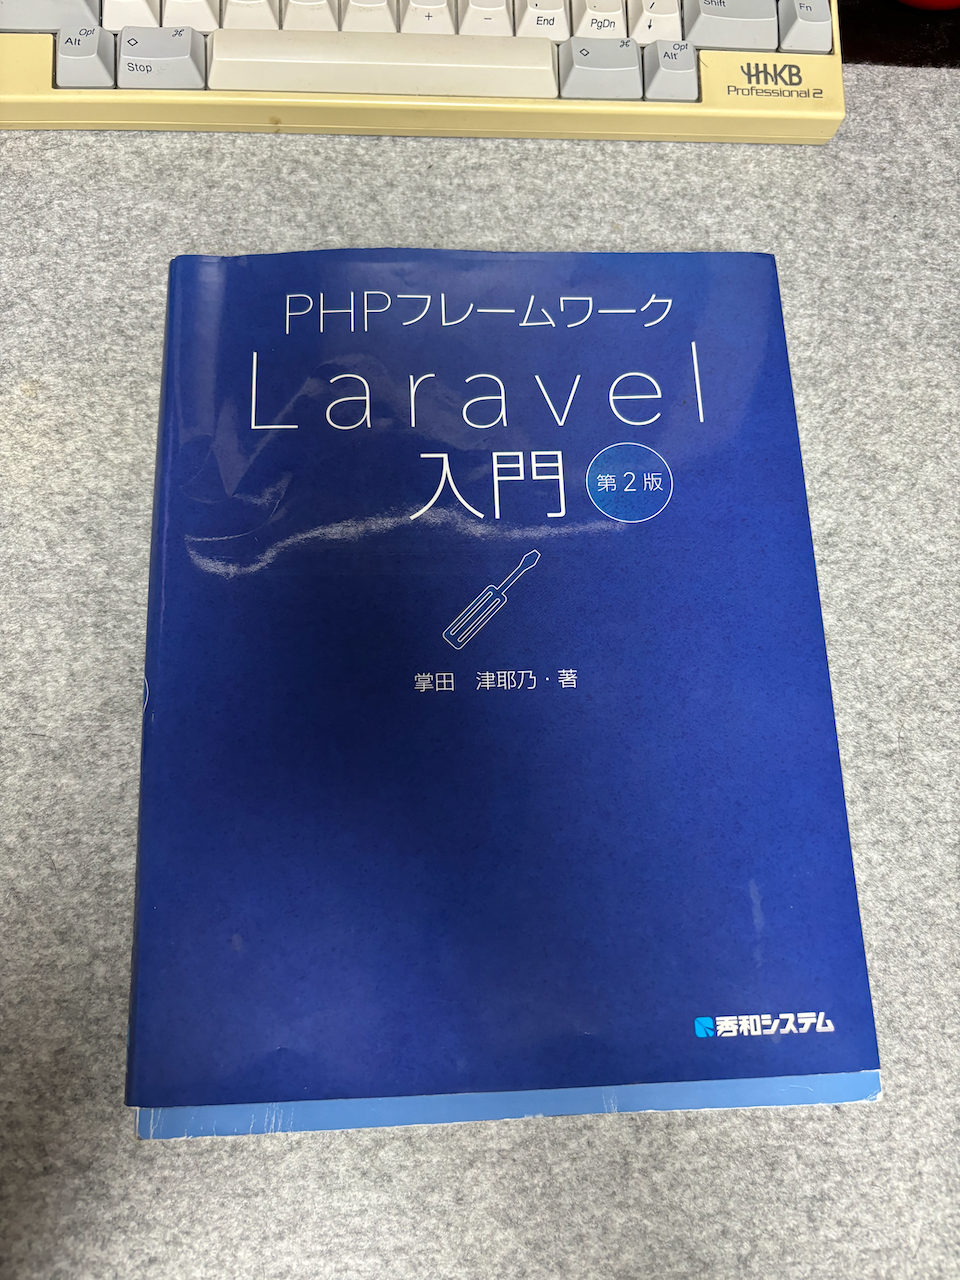 Shift
Fn
+
−
End
PgDn
↓
Alt
Opt
◇
⌘
Stop
◇
⌘
Opt
Alt
HHKB
Professional 2
PHPフレームワーク
Laravel
入門
第2版
掌田 津耶乃・著
秀和システム